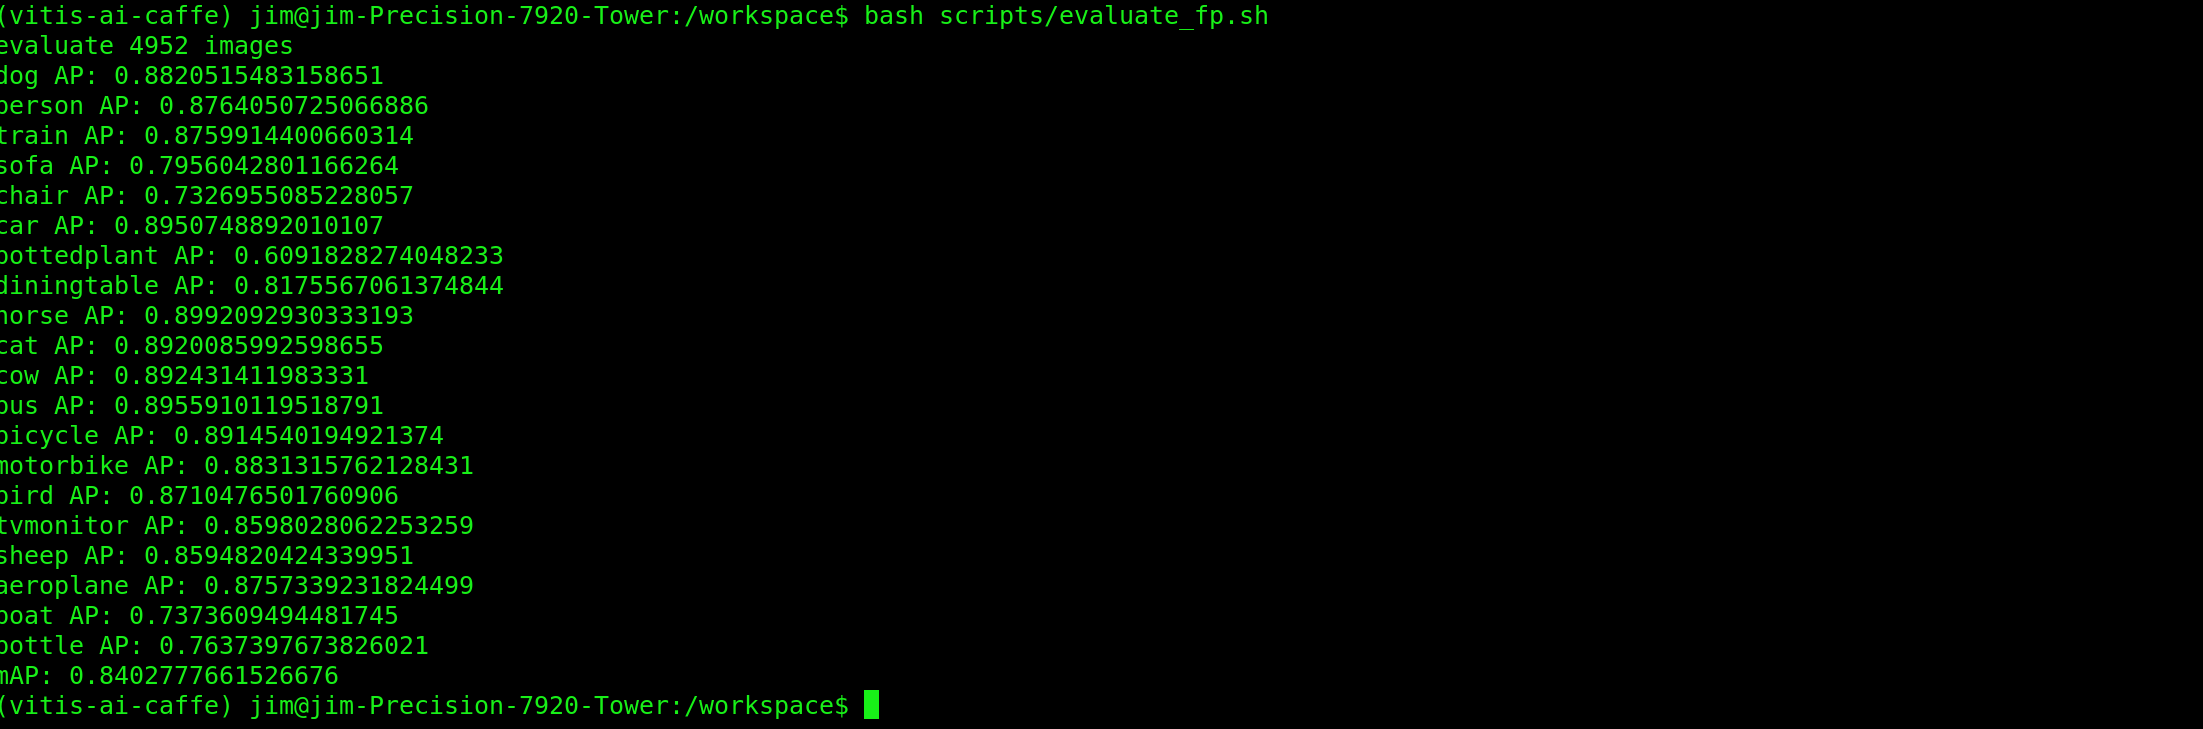 (vitis-ai-caffe) jim@jim-Precision-7920-Tower:/workspace$ bash scripts/evaluate_fp.sh
evaluate 4952 images
dog AP: 0.8820515483158651
person AP: 0.8764050725066886
train AP: 0.8759914400660314
sofa AP: 0.7956042801166264
chair AP: 0.7326955085228057
car AP: 0.8950748892010107
pottedplant AP: 0.6091828274048233
diningtable AP: 0.8175567061374844
horse AP: 0.8992092930333193
cat AP: 0.8920085992598655
cow AP: 0.892431411983331
bus AP: 0.8955910119518791
bicycle AP: 0.8914540194921374
motorbike AP: 0.8831315762128431
bird AP: 0.8710476501760906
tvmonitor AP: 0.8598028062253259
sheep AP: 0.8594820424339951
aeroplane AP: 0.8757339231824499
boat AP: 0.7373609494481745
bottle AP: 0.7637397673826021
mAP: 0.8402777661526676
(vitis-ai-caffe) jim@jim-Precision-7920-Tower:/workspace$